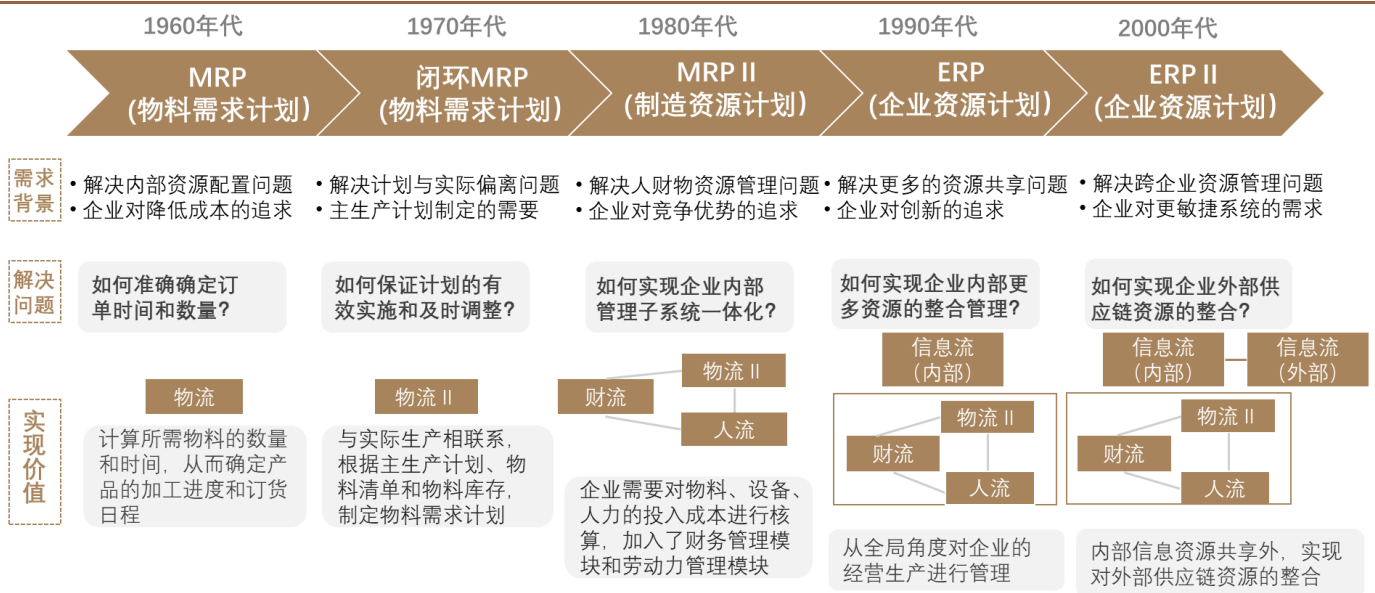 1960年代
1970年代
1980年代
1990年代
2000年代
MRP
(物料需求计划)
闭环MRP
(物料需求计划)
MRPⅡ
(制造资源计划)
ERP
(企业资源计划)
ERPⅡ
(企业资源计划)
需求
背景
• 解决内部资源配置问题
• 企业对降低成本的追求
• 解决计划与实际偏离问题
• 主生产计划制定的需要
• 解决人财物资源管理问题
• 企业对竞争优势的追求
• 解决更多的资源共享问题
• 企业对创新的追求
• 解决跨企业资源管理问题
• 企业对更敏捷系统的需求
解决
问题
如何准确确定订
单时间和数量?
如何保证计划的有
效实施和及时调整?
如何实现企业内部
管理子系统一体化?
如何实现企业内部更
多资源的整合管理?
如何实现企业外部供
应链资源的整合?
实
现
价
值
物流
计算所需物料的数量
和时间，从而确定产
品的加工进度和订货
日程
物流Ⅱ
与实际生产相联系，
根据主生产计划、物
料清单和物料库存，
制定物料需求计划
物流Ⅱ
财流
人流
企业需要对物料、设备、
人力的投入成本进行核
算，加入了财务管理模
块和劳动力管理模块
信息流
（内部）
物流Ⅱ
财流
人流
从全局角度对企业的
经营生产进行管理
信息流
（内部）
信息流
（外部）
物流Ⅱ
财流
人流
内部信息资源共享外，实现
对外部供应链资源的整合